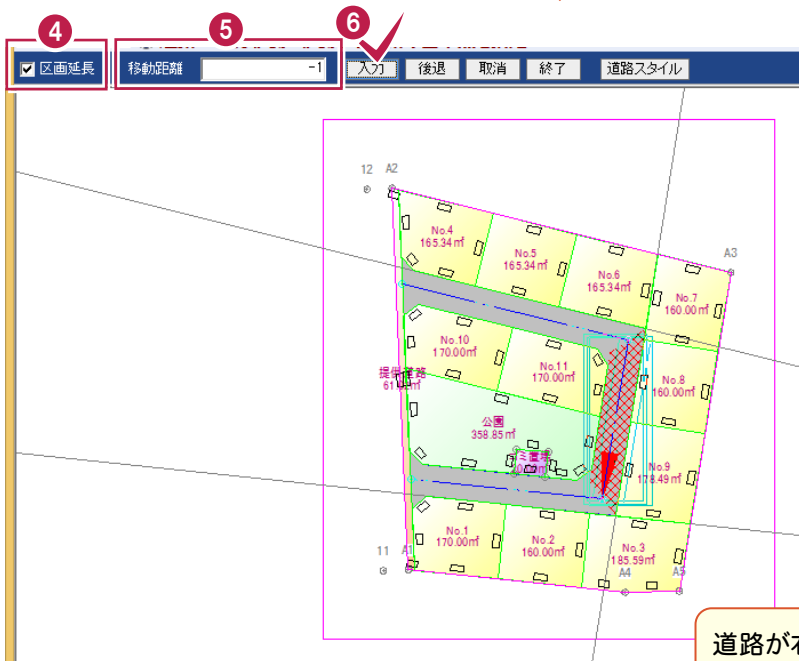 4 5 6
区画延長 移動距離 -1 入力 後退 取消 終了 道路スタイル
12 A2
No.4
165.34㎡
No.5
165.34㎡
No.6
165.34㎡
A3
No.7
160.00㎡
No.10
170.00㎡
No.11
170.00㎡
No.8
160.00㎡
公園
358.85㎡
No.9
178.49㎡
No.1
170.00㎡
No.2
160.00㎡
No.3
185.59㎡
11 A1
A4 A5
道路が